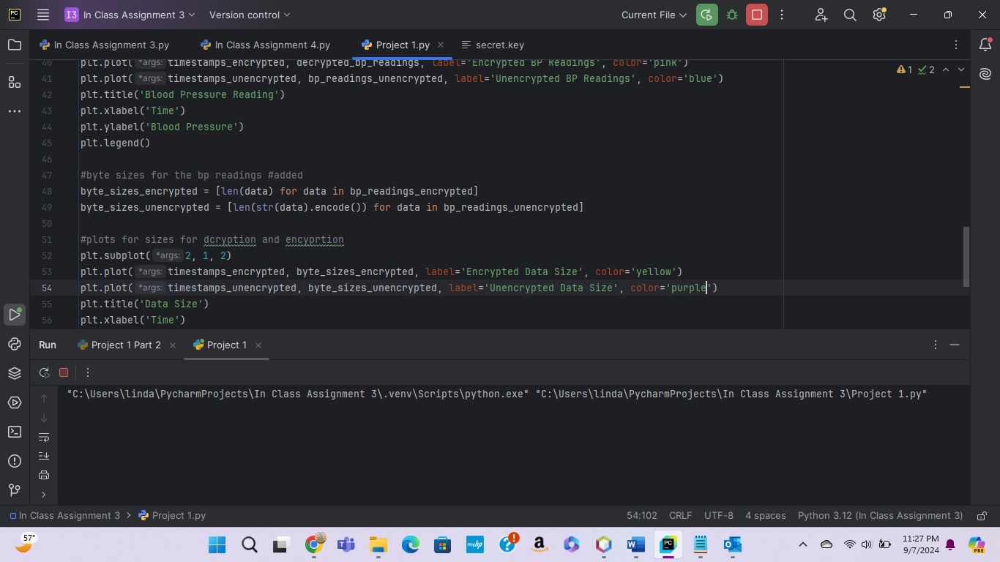 PC
I3 In Class Assignment 3 Version control Current File
In Class Assignment 3.py In Class Assignment 4.py Project 1.py secret.key
40 plt.plot( *args: timestamps_encrypted, decrypted_bp_readings, label='Encrypted BP Readings', color='pink')
1 2
41 plt.plot( *args: timestamps_unencrypted, bp_readings_unencrypted, label='Unencrypted BP Readings', color='blue')
42 plt.title('Blood Pressure Reading')
43 plt.xlabel('Time')
44 plt.ylabel('Blood Pressure')
45 plt.legend()
46
47 #byte sizes for the bp readings #added
48 byte_sizes_encrypted = [len(data) for data in bp_readings_encrypted]
49 byte_sizes_unencrypted = [len(str(data).encode()) for data in bp_readings_unencrypted]
50
51 #plots for sizes for dcryption and encyprtion
52 plt.subplot( *args: 2, 1, 2)
53 plt.plot( *args: timestamps_encrypted, byte_sizes_encrypted, label='Encrypted Data Size', color='yellow')
54 plt.plot( *args: timestamps_unencrypted, byte_sizes_unencrypted, label='Unencrypted Data Size', color='purple')
55 plt.title('Data Size')
56 plt.xlabel('Time')
Run Project 1 Part 2 Project 1
"C:\Users\linda\PycharmProjects\In Class Assignment 3\.venv\Scripts\python.exe" "C:\Users\linda\PycharmProjects\In Class Assignment 3\Project 1.py"
In Class Assignment 3 > Project 1.py 54:102 CRLF UTF-8 4 spaces Python 3.12 (In Class Assignment 3)
57°
myhp
PC
11:27 PM
9/7/2024
PRE